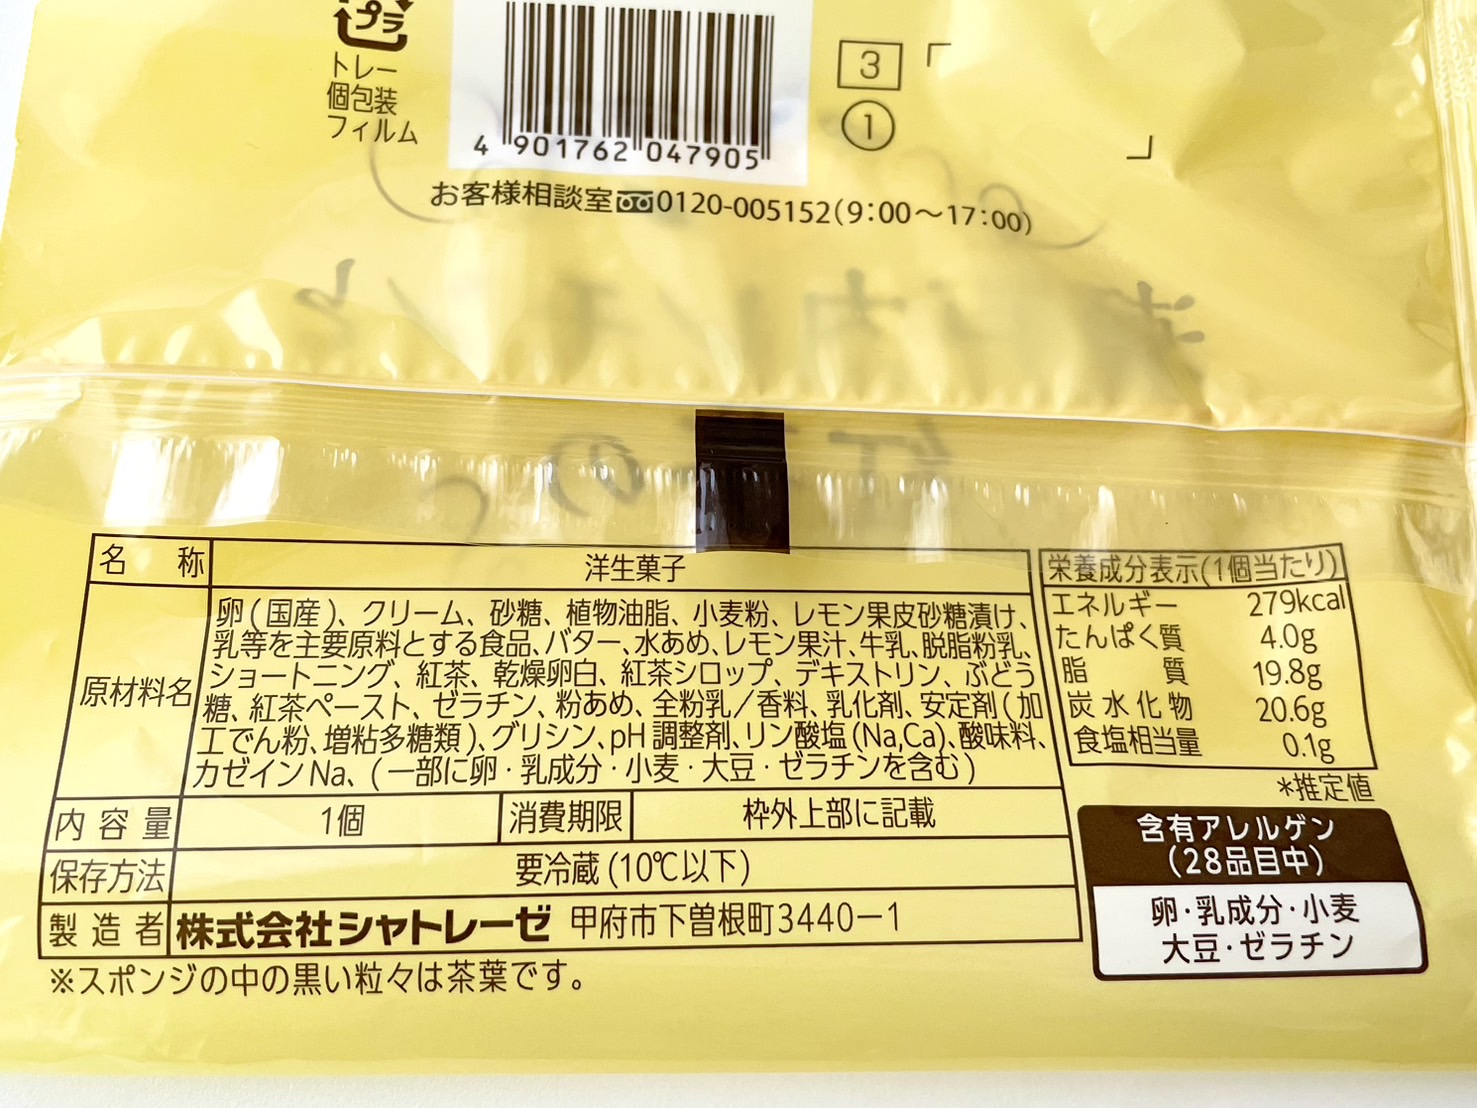 プラ
トレー
個包装
フィルム
4 901762 047905
3
1
お客様相談室 0120-005152(9:00～17:00)
名 称 洋生菓子
原材料名
卵(国産)、クリーム、砂糖、植物油脂、小麦粉、レモン果皮砂糖漬け、
乳等を主要原料とする食品、バター、水あめ、レモン果汁、牛乳、脱脂粉乳、
ショートニング、紅茶、乾燥卵白、紅茶シロップ、デキストリン、ぶどう
糖、紅茶ペースト、ゼラチン、粉あめ、全粉乳／香料、乳化剤、安定剤(加
工でん粉、増粘多糖類)、グリシン、pH調整剤、リン酸塩(Na,Ca)、酸味料、
カゼインNa、(一部に卵・乳成分・小麦・大豆・ゼラチンを含む)
内容量 1個 消費期限 枠外上部に記載
保存方法 要冷蔵(10℃以下)
製造者 株式会社シャトレーゼ 甲府市下曽根町3440－1
※スポンジの中の黒い粒々は茶葉です。
栄養成分表示(1個当たり)
エネルギー 279kcal
たんぱく質 4.0g
脂質 19.8g
炭水化物 20.6g
食塩相当量 0.1g
*推定値
含有アレルゲン
(28品目中)
卵・乳成分・小麦
大豆・ゼラチン